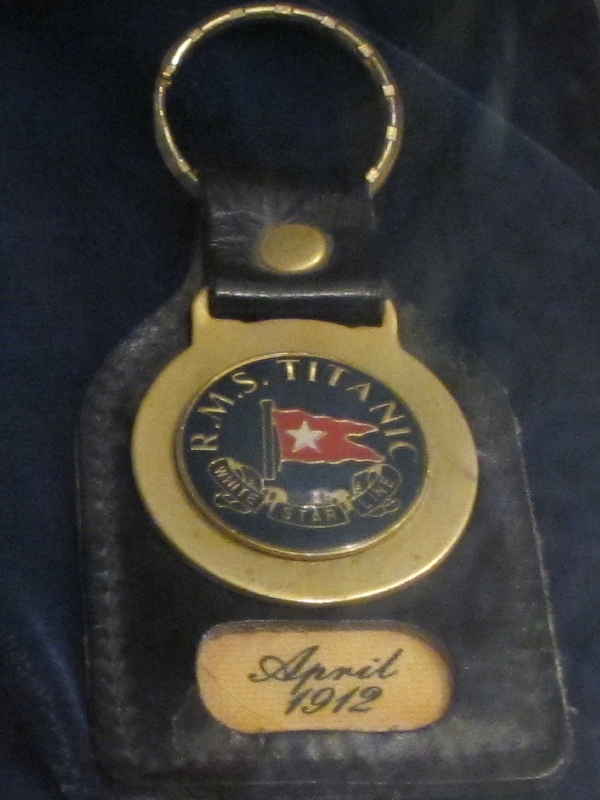 R.M.S. TITANIC
WHITE STAR LINE
April
1912